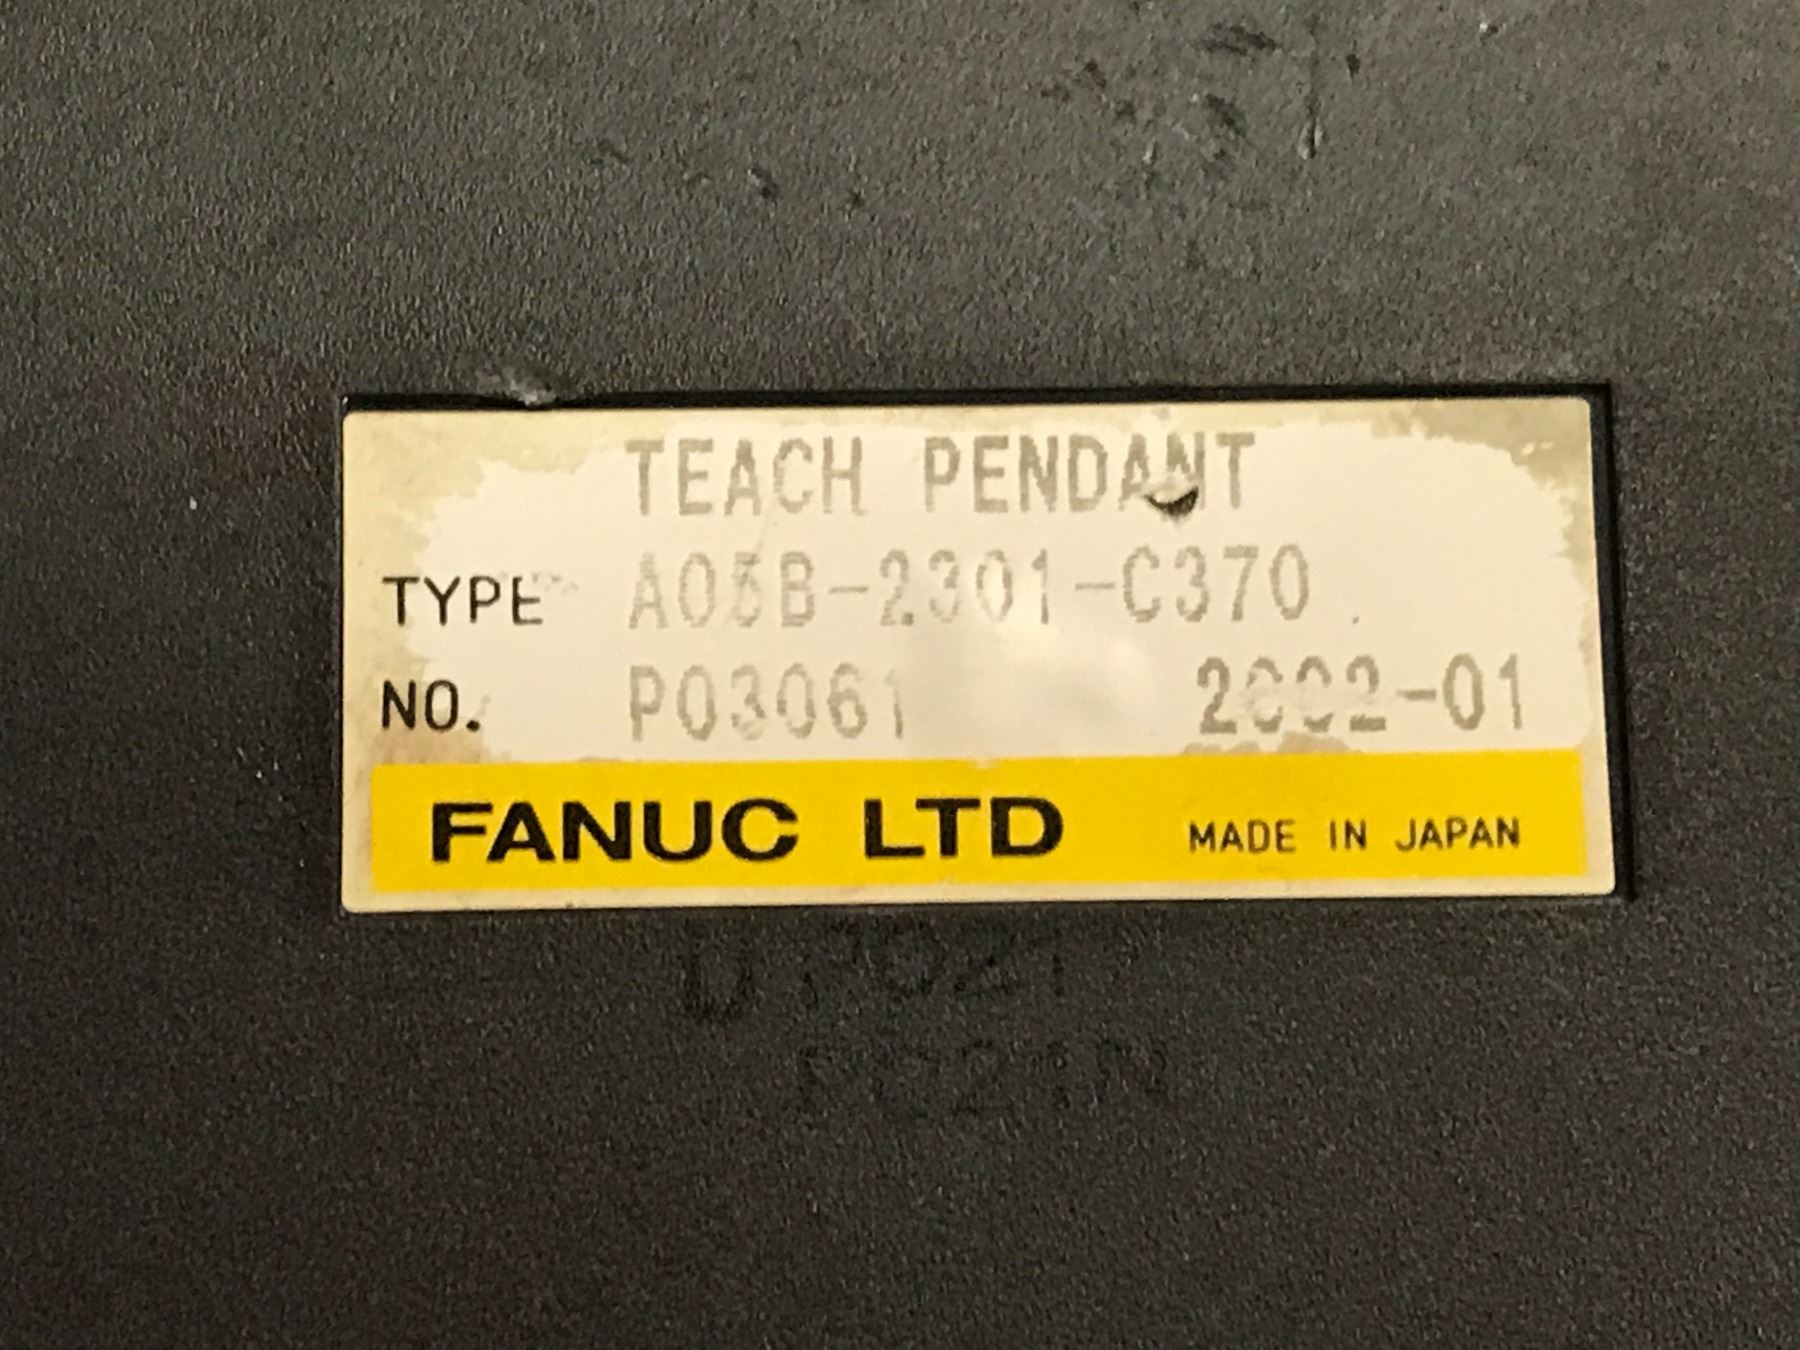 TEACH PENDANT
TYPE A05B-2301-C370
NO. P03061 2002-01
FANUC LTD MADE IN JAPAN